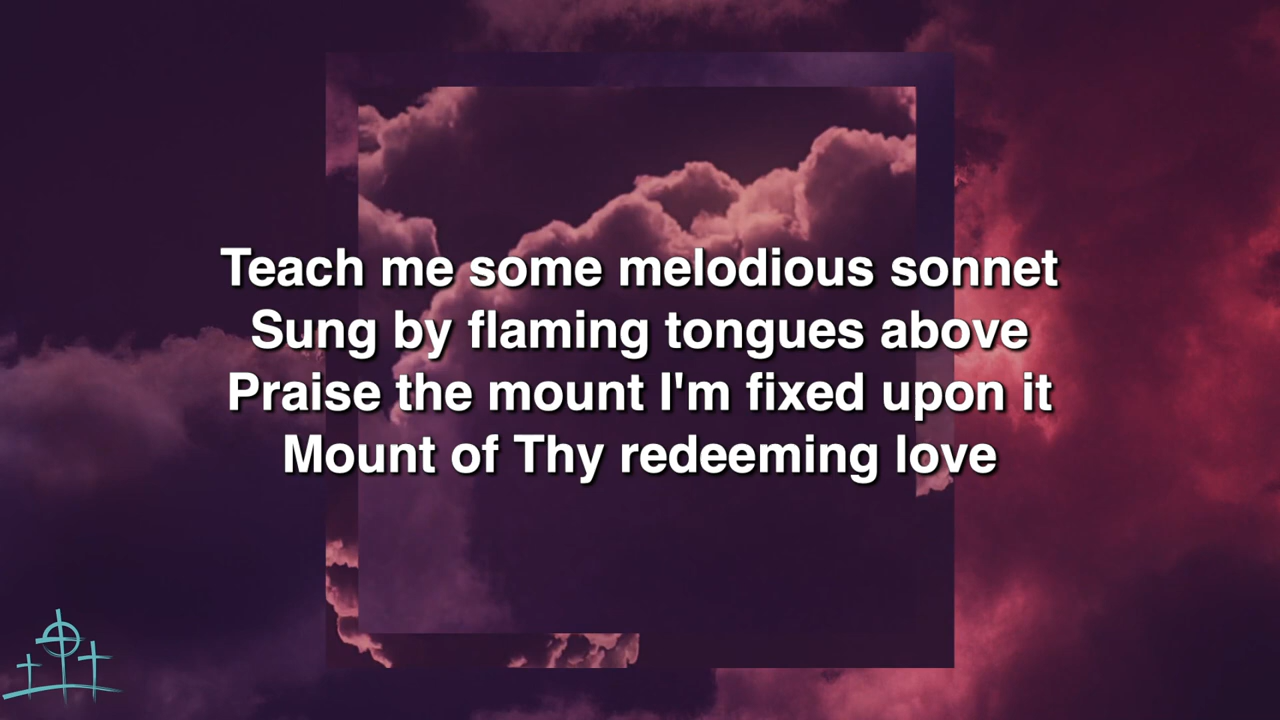 Teach me some melodious sonnet
Sung by flaming tongues above
Praise the mount I'm fixed upon it
Mount of Thy redeeming love